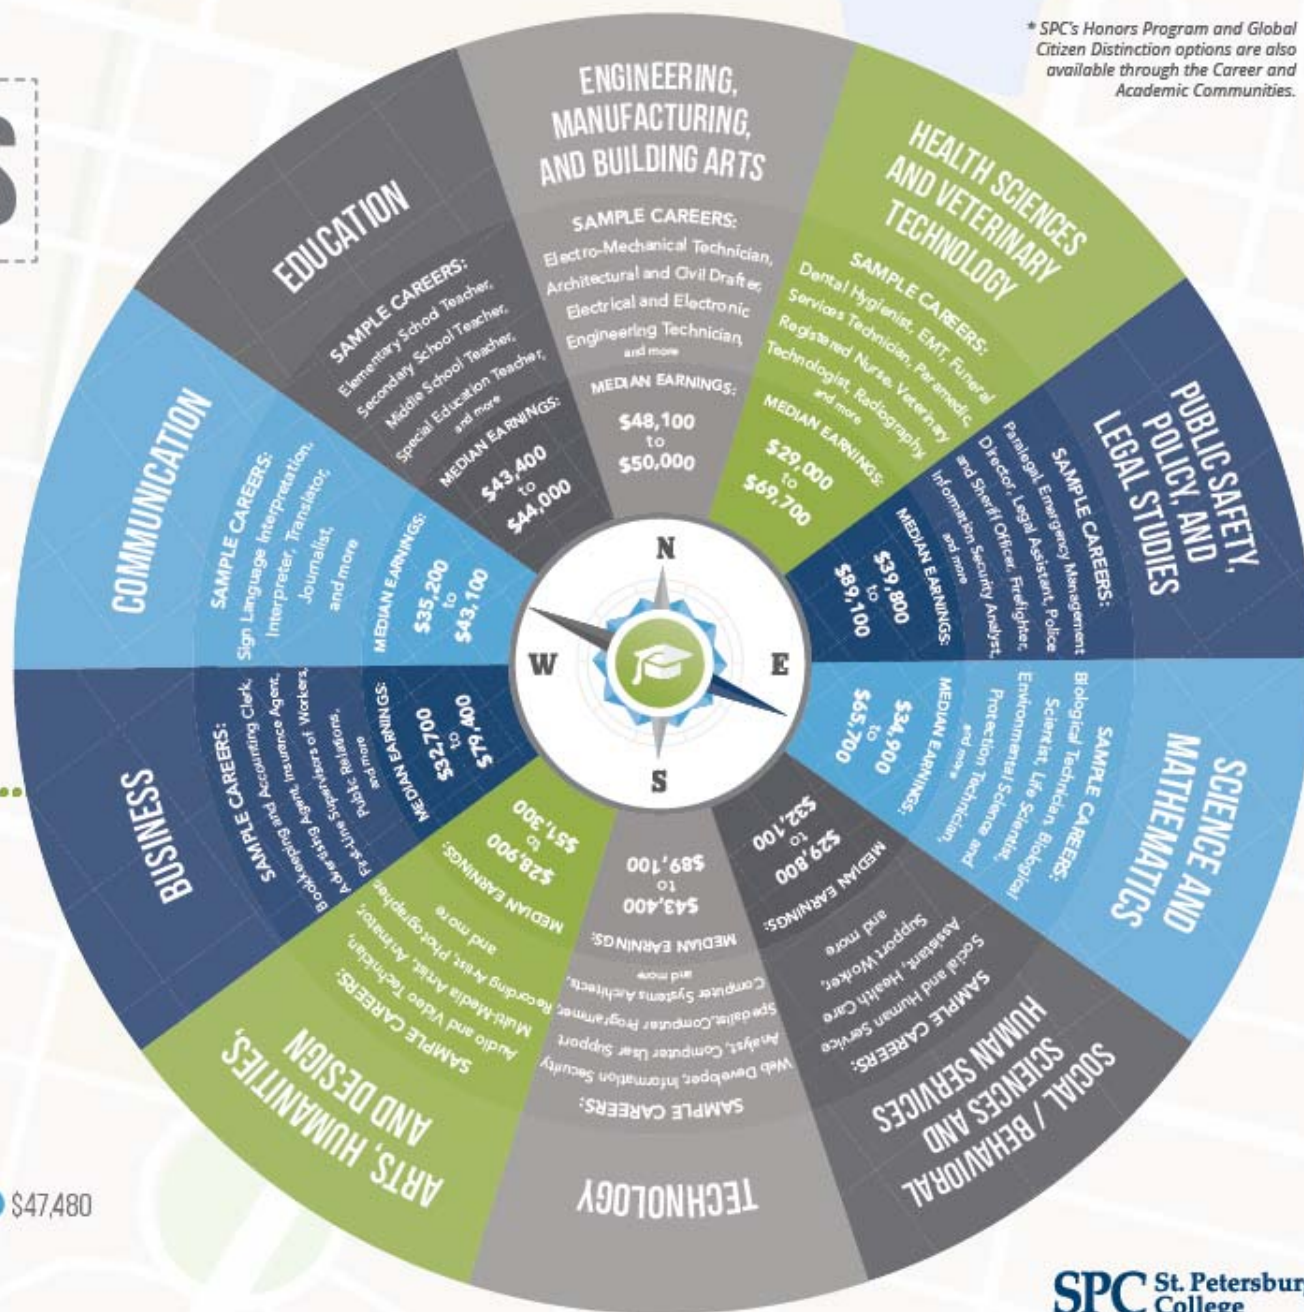 S
* SPC's Honors Program and Global
Citizen Distinction options are also
available through the Career and
Academic Communities.
ENGINEERING,
MANUFACTURING,
AND BUILDING ARTS
SAMPLE CAREERS:
Electro-Mechanical Technician,
Architectural and Civil Drafter,
Electrical and Electronic
Engineering Technician,
and more
MEDIAN EARNINGS:
$48,100
to
$50,000
HEALTH SCIENCES
AND VETERINARY
TECHNOLOGY
SAMPLE CAREERS:
Dental Hygienist, EMT, Funeral
Services Technician, Paramedic,
Registered Nurse, Veterinary
Technologist, Radiography,
and more
MEDIAN EARNINGS:
$29,000
to
$69,700
PUBLIC SAFETY,
POLICY, AND
LEGAL STUDIES
SAMPLE CAREERS:
Paralegal, Emergency Management
Director, Legal Assistant, Police
and Sheriff Officer, Firefighter,
Information Security Analyst,
and more
MEDIAN EARNINGS:
$39,800
to
$89,100
SCIENCE AND
MATHEMATICS
SAMPLE CAREERS:
Biological Technician, Biological
Scientist, Life Scientist,
Environmental Science and
Protection Technician,
and more
MEDIAN EARNINGS:
$34,900
to
$65,700
SOCIAL / BEHAVIORAL
SCIENCES AND
HUMAN SERVICES
SAMPLE CAREERS:
Social and Human Service
Assistant, Health Care
Support Worker,
and more
MEDIAN EARNINGS:
$29,800
to
$32,100
TECHNOLOGY
SAMPLE CAREERS:
Web Developer, Information Security
Analyst, Computer User Support
Specialist,Computer Programmer,
Computer Systems Architects,
and more
MEDIAN EARNINGS:
$43,400
to
$89,100
ARTS, HUMANITIES,
AND DESIGN
SAMPLE CAREERS:
Audio and Video Technician,
Multi-Media Artist, Animator,
Recording Artist, Photographer,
and more
MEDIAN EARNINGS:
$28,900
to
$51,300
BUSINESS
SAMPLE CAREERS:
Bookkeeping and Accounting Clerk,
Advertising Agent, Insurance Agent,
First-Line Supervisors of Workers,
Public Relations,
and more
MEDIAN EARNINGS:
$32,700
to
$79,400
COMMUNICATION
SAMPLE CAREERS:
Sign Language Interpretation,
Interpreter, Translator,
Journalist,
and more
MEDIAN EARNINGS:
$35,200
to
$43,100
EDUCATION
SAMPLE CAREERS:
Elementary School Teacher,
Secondary School Teacher,
Middle School Teacher,
Special Education Teacher,
and more
MEDIAN EARNINGS:
$43,400
to
$44,000
N
W
E
S
$47,480
SPC St. Petersbur
College